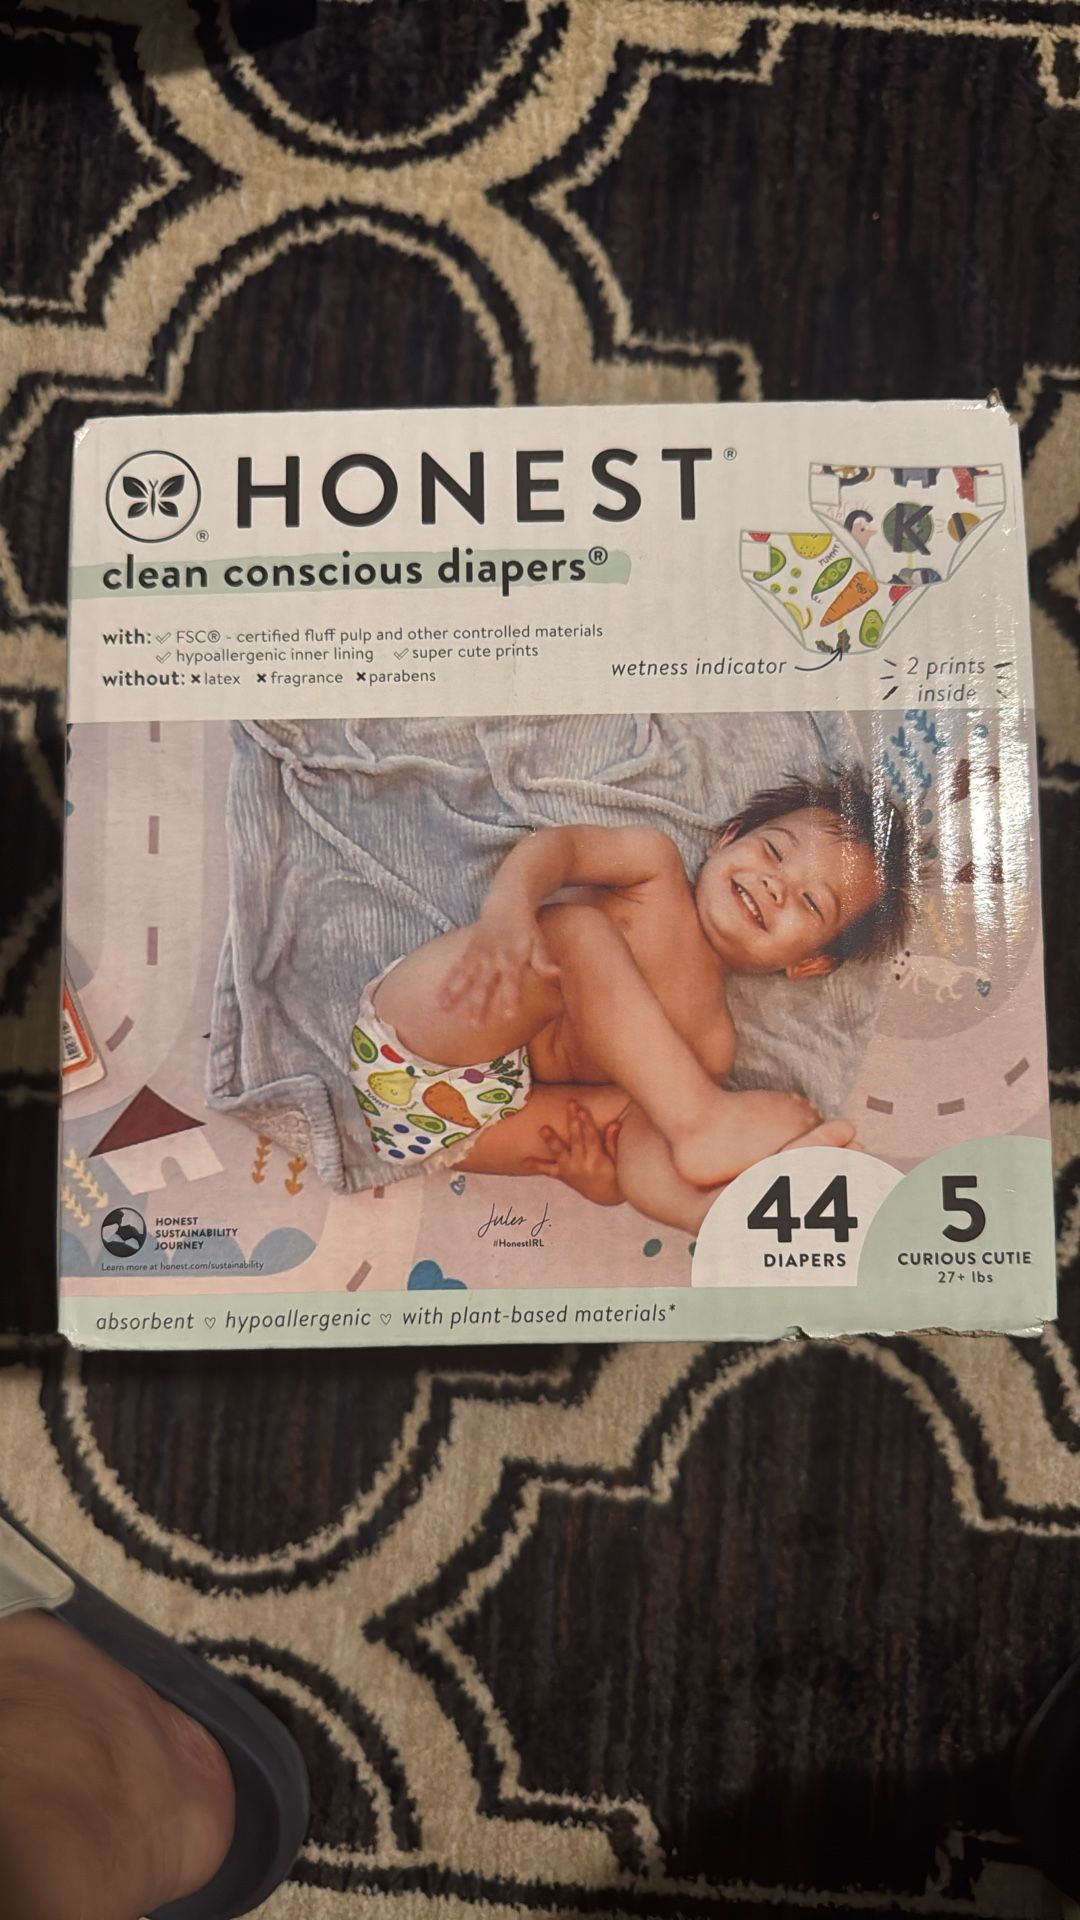 HONEST®
®
clean conscious diapers®
with: ✓ FSC® - certified fluff pulp and other controlled materials
✓ hypoallergenic inner lining ✓ super cute prints
without: × latex × fragrance × parabens
YUMMY
C K
wetness indicator
2 prints
inside
HONEST
SUSTAINABILITY
JOURNEY
Learn more at honest.com/sustainability
Jules J.
#HonestIRL
44
DIAPERS
5
CURIOUS CUTIE
27+ lbs
absorbent ♡ hypoallergenic ♡ with plant-based materials*